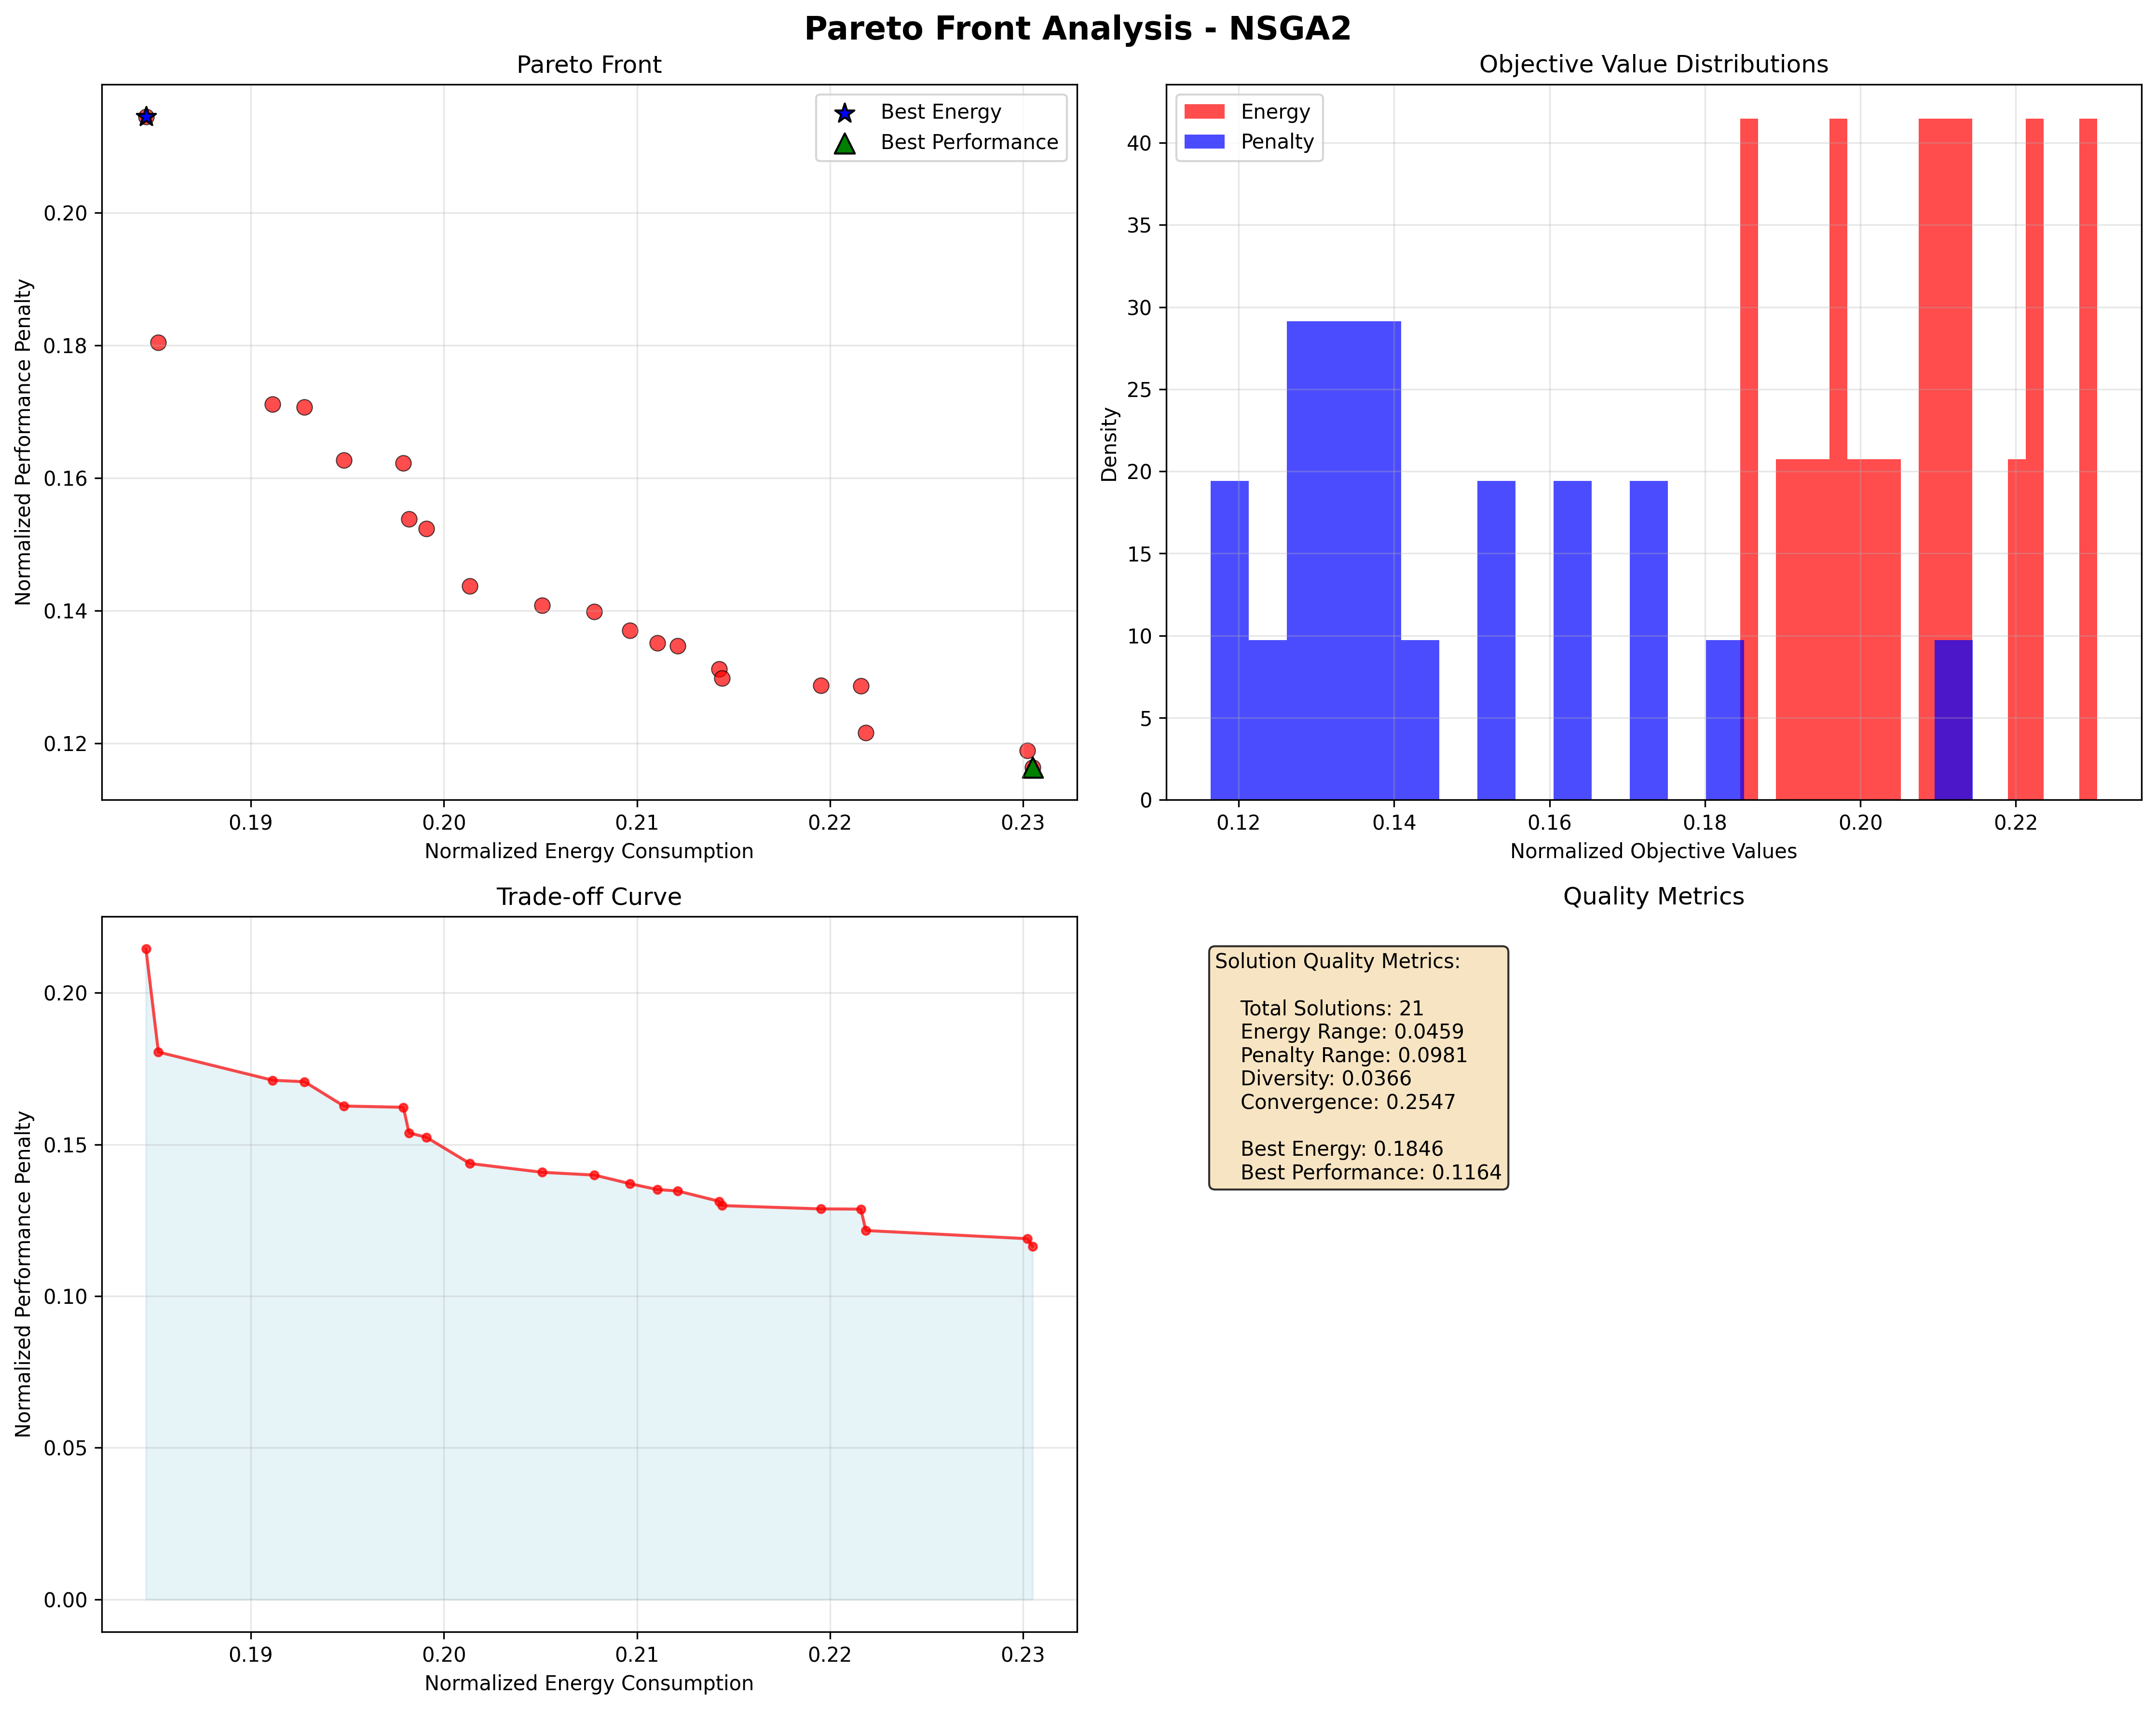 Pareto Front Analysis - NSGA2
Pareto Front
Best Energy
Best Performance
Normalized Performance Penalty
0.20
0.18
0.16
0.14
0.12
0.19 0.20 0.21 0.22 0.23
Normalized Energy Consumption
Objective Value Distributions
Energy
Penalty
Density
40
35
30
25
20
15
10
5
0
0.12 0.14 0.16 0.18 0.20 0.22
Normalized Objective Values
Trade-off Curve
Normalized Performance Penalty
0.20
0.15
0.10
0.05
0.00
0.19 0.20 0.21 0.22 0.23
Normalized Energy Consumption
Quality Metrics
Solution Quality Metrics:
Total Solutions: 21
Energy Range: 0.0459
Penalty Range: 0.0981
Diversity: 0.0366
Convergence: 0.2547
Best Energy: 0.1846
Best Performance: 0.1164